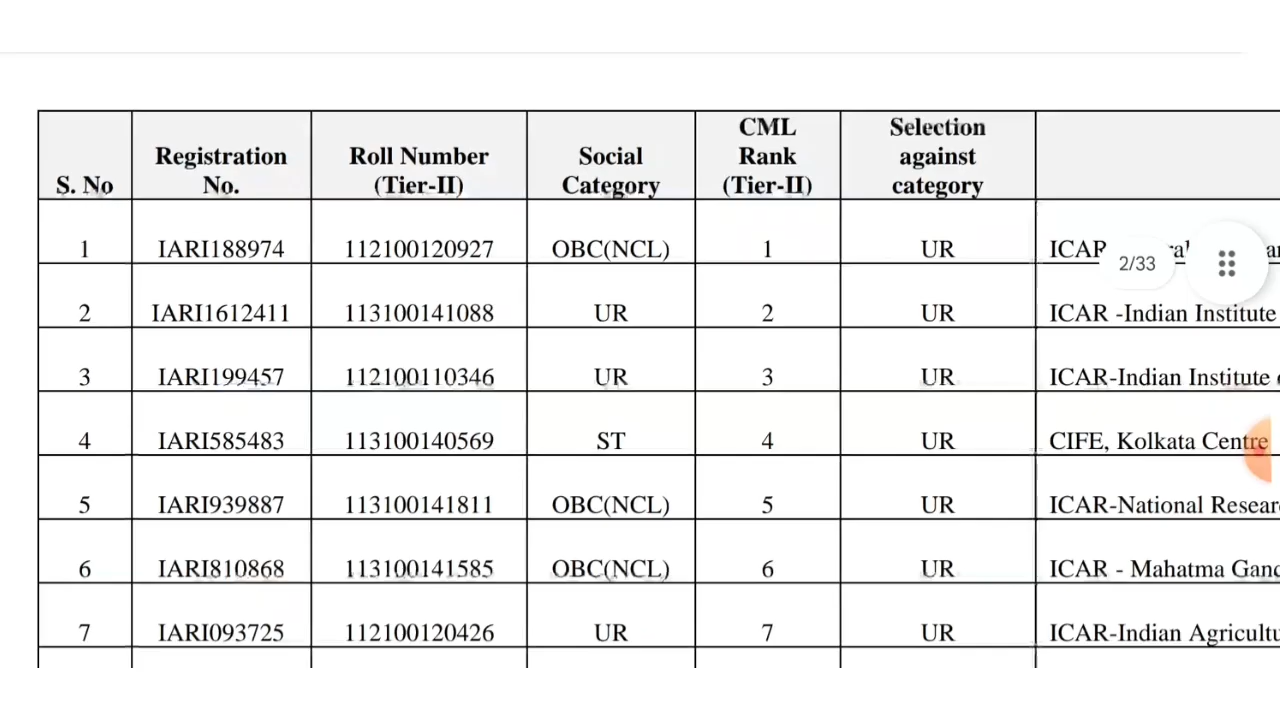 S. No Registration No. Roll Number (Tier-II) Social Category CML Rank (Tier-II) Selection against category
1 IARI188974 112100120927 OBC(NCL) 1 UR ICAR
2/33
2 IARI1612411 113100141088 UR 2 UR ICAR -Indian Institute
3 IARI199457 112100110346 UR 3 UR ICAR-Indian Institute
4 IARI585483 113100140569 ST 4 UR CIFE, Kolkata Centre
5 IARI939887 113100141811 OBC(NCL) 5 UR ICAR-National
6 IARI810868 113100141585 OBC(NCL) 6 UR ICAR - Mahatma
7 IARI093725 112100120426 UR 7 UR ICAR-Indian